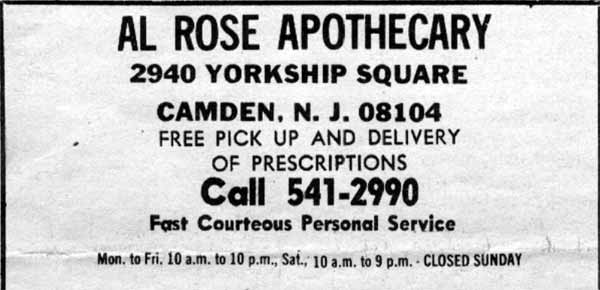 AL ROSE APOTHECARY
2940 YORKSHIP SQUARE
CAMDEN, N. J. 08104
FREE PICK UP AND DELIVERY
OF PRESCRIPTIONS
Call 541-2990
Fast Courteous Personal Service
Mon. to Fri. 10 a.m. to 10 p.m., Sat., 10 a.m. to 9 p.m. - CLOSED SUNDAY